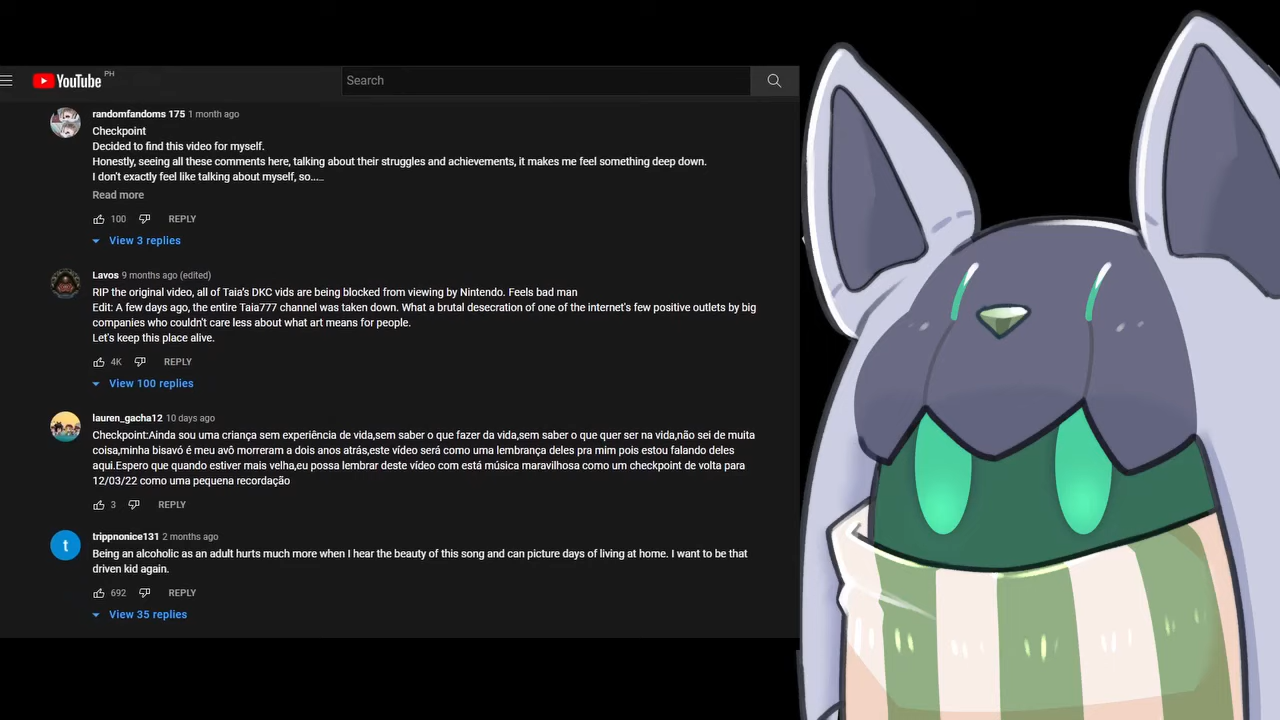 YouTube PH
Search
randomfandoms 175 1 month ago
Checkpoint
Decided to find this video for myself.
Honestly, seeing all these comments here, talking about their struggles and achievements, it makes me feel something deep down.
I don't exactly feel like talking about myself, so.....
Read more
100 REPLY
View 3 replies
Lavos 9 months ago (edited)
RIP the original video, all of Taia's DKC vids are being blocked from viewing by Nintendo. Feels bad man
Edit: A few days ago, the entire Taia777 channel was taken down. What a brutal desecration of one of the internet's few positive outlets by big
companies who couldn't care less about what art means for people.
Let's keep this place alive.
4K REPLY
View 100 replies
lauren_gacha12 10 days ago
Checkpoint:Ainda sou uma criança sem experiência de vida,sem saber o que fazer da vida,sem saber o que quer ser na vida,não sei de muita
coisa,minha bisavó é meu avô morreram a dois anos atrás,este vídeo será como uma lembrança deles pra mim pois estou falando deles
aqui.Espero que quando estiver mais velha,eu possa lembrar deste vídeo com está música maravilhosa como um checkpoint de volta para
12/03/22 como uma pequena recordação
3 REPLY
t
trippnonice131 2 months ago
Being an alcoholic as an adult hurts much more when I hear the beauty of this song and can picture days of living at home. I want to be that
driven kid again.
692 REPLY
View 35 replies